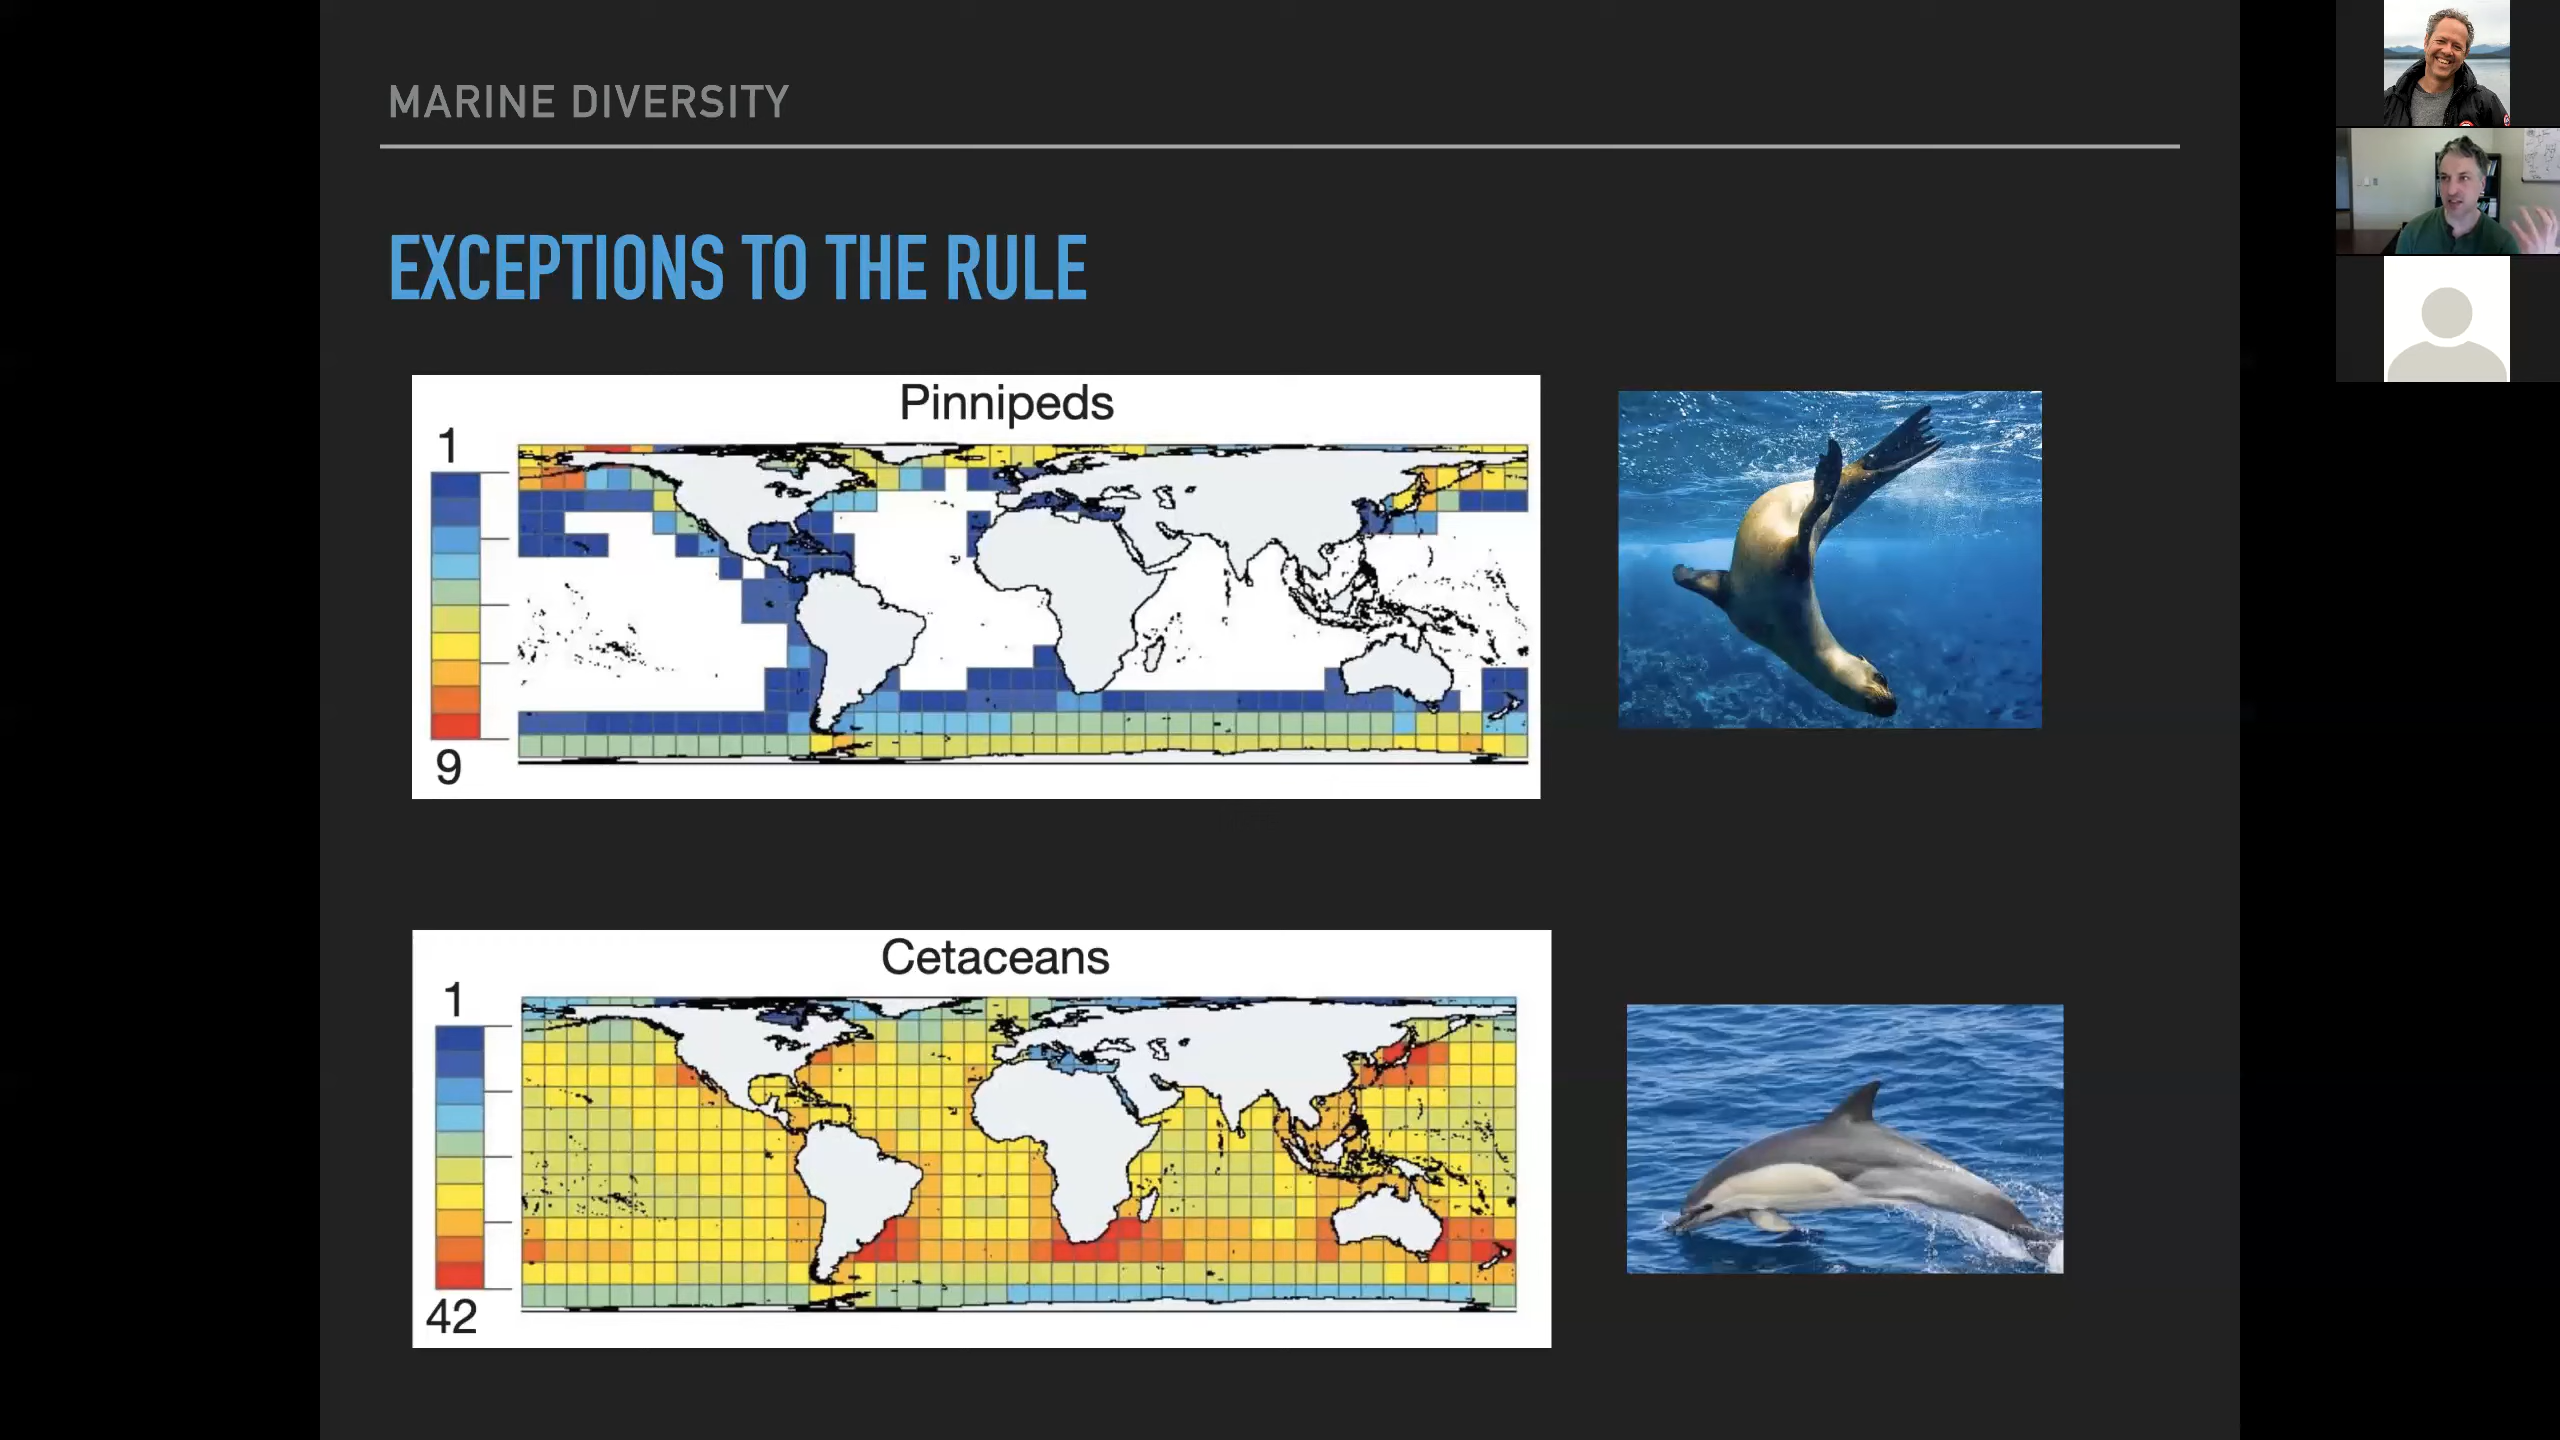 MARINE DIVERSITY
EXCEPTIONS TO THE RULE
Pinnipeds
1
9
Cetaceans
1
42